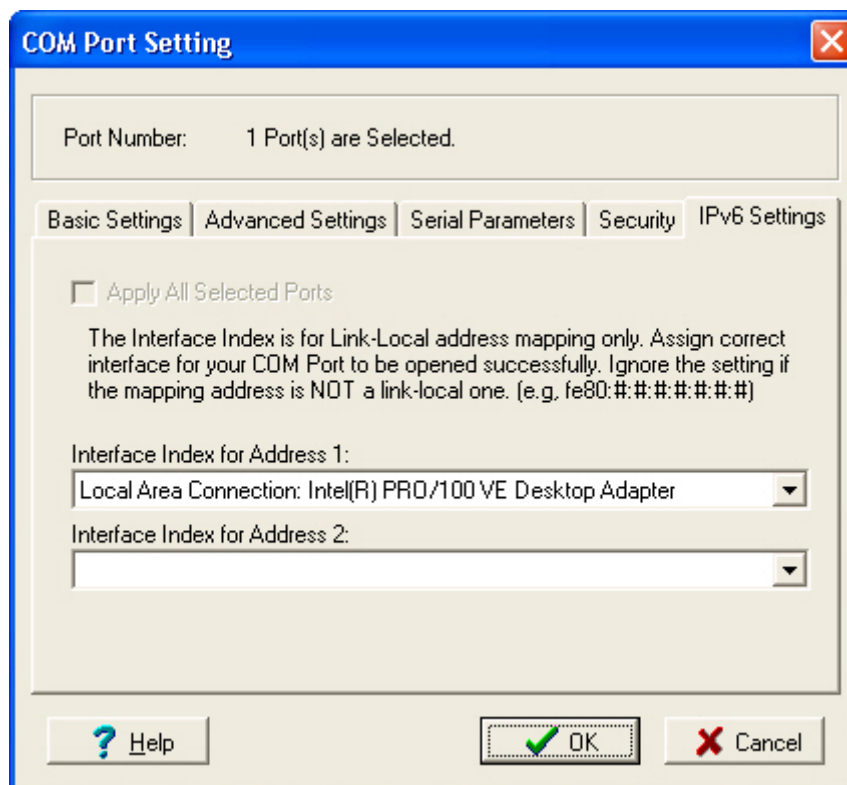 COM Port Setting
Port Number: 1 Port(s) are Selected.
Basic Settings Advanced Settings Serial Parameters Security IPv6 Settings
Apply All Selected Ports
The Interface Index is for Link-Local address mapping only. Assign correct
interface for your COM Port to be opened successfully. Ignore the setting if
the mapping address is NOT a link-local one. (e.g, fe80:#:#:#:#:#:#:#)
Interface Index for Address 1:
Local Area Connection: Intel(R) PRO/100 VE Desktop Adapter
Interface Index for Address 2:
Help OK Cancel